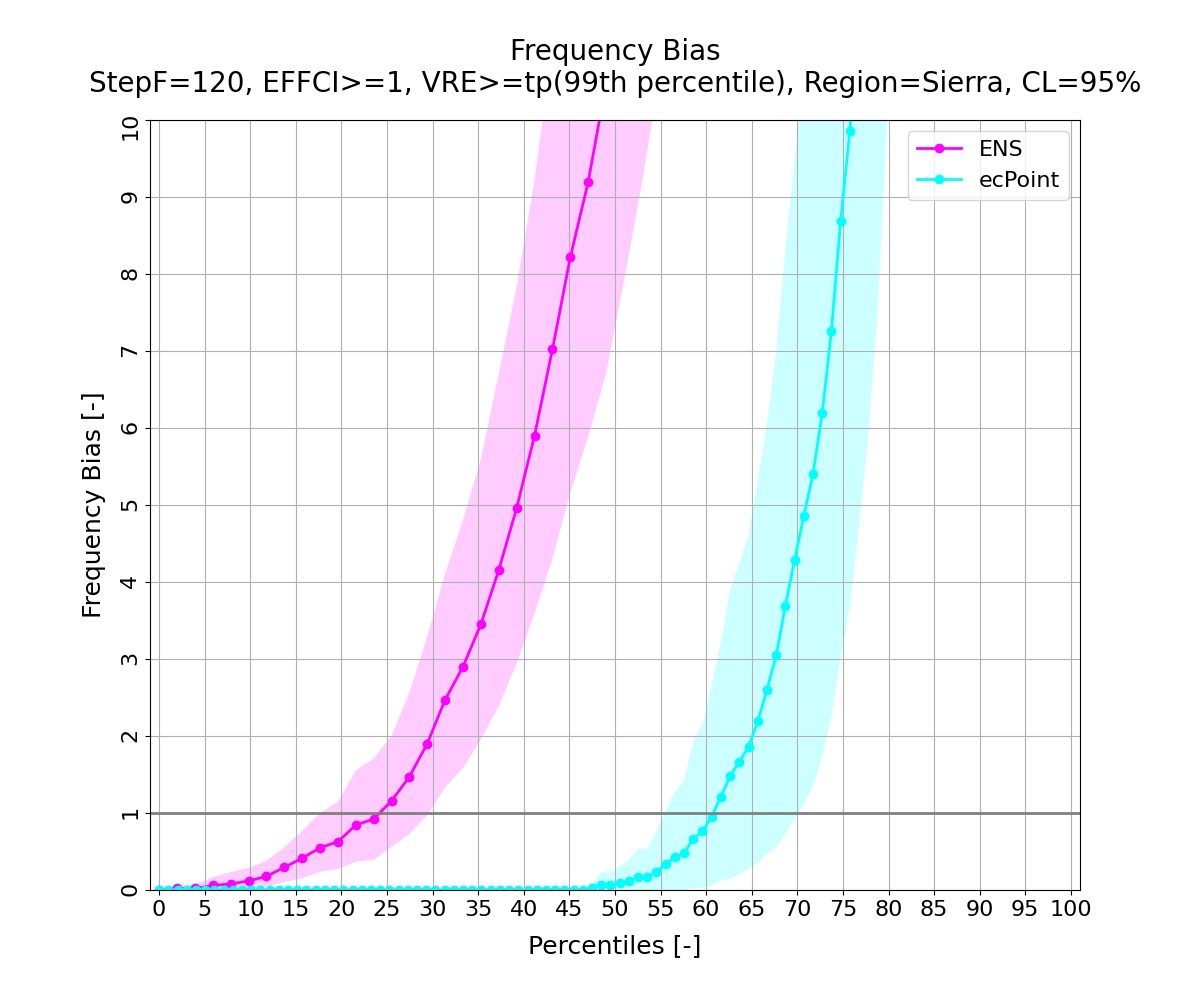 Frequency Bias
StepF=120, EFFCI>=1, VRE>=tp(99th percentile), Region=Sierra, CL=95%
ENS
ecPoint
Frequency Bias [-]
10
9
8
7
6
5
4
3
2
1
0
0 5 10 15 20 25 30 35 40 45 50 55 60 65 70 75 80 85 90 95 100
Percentiles [-]